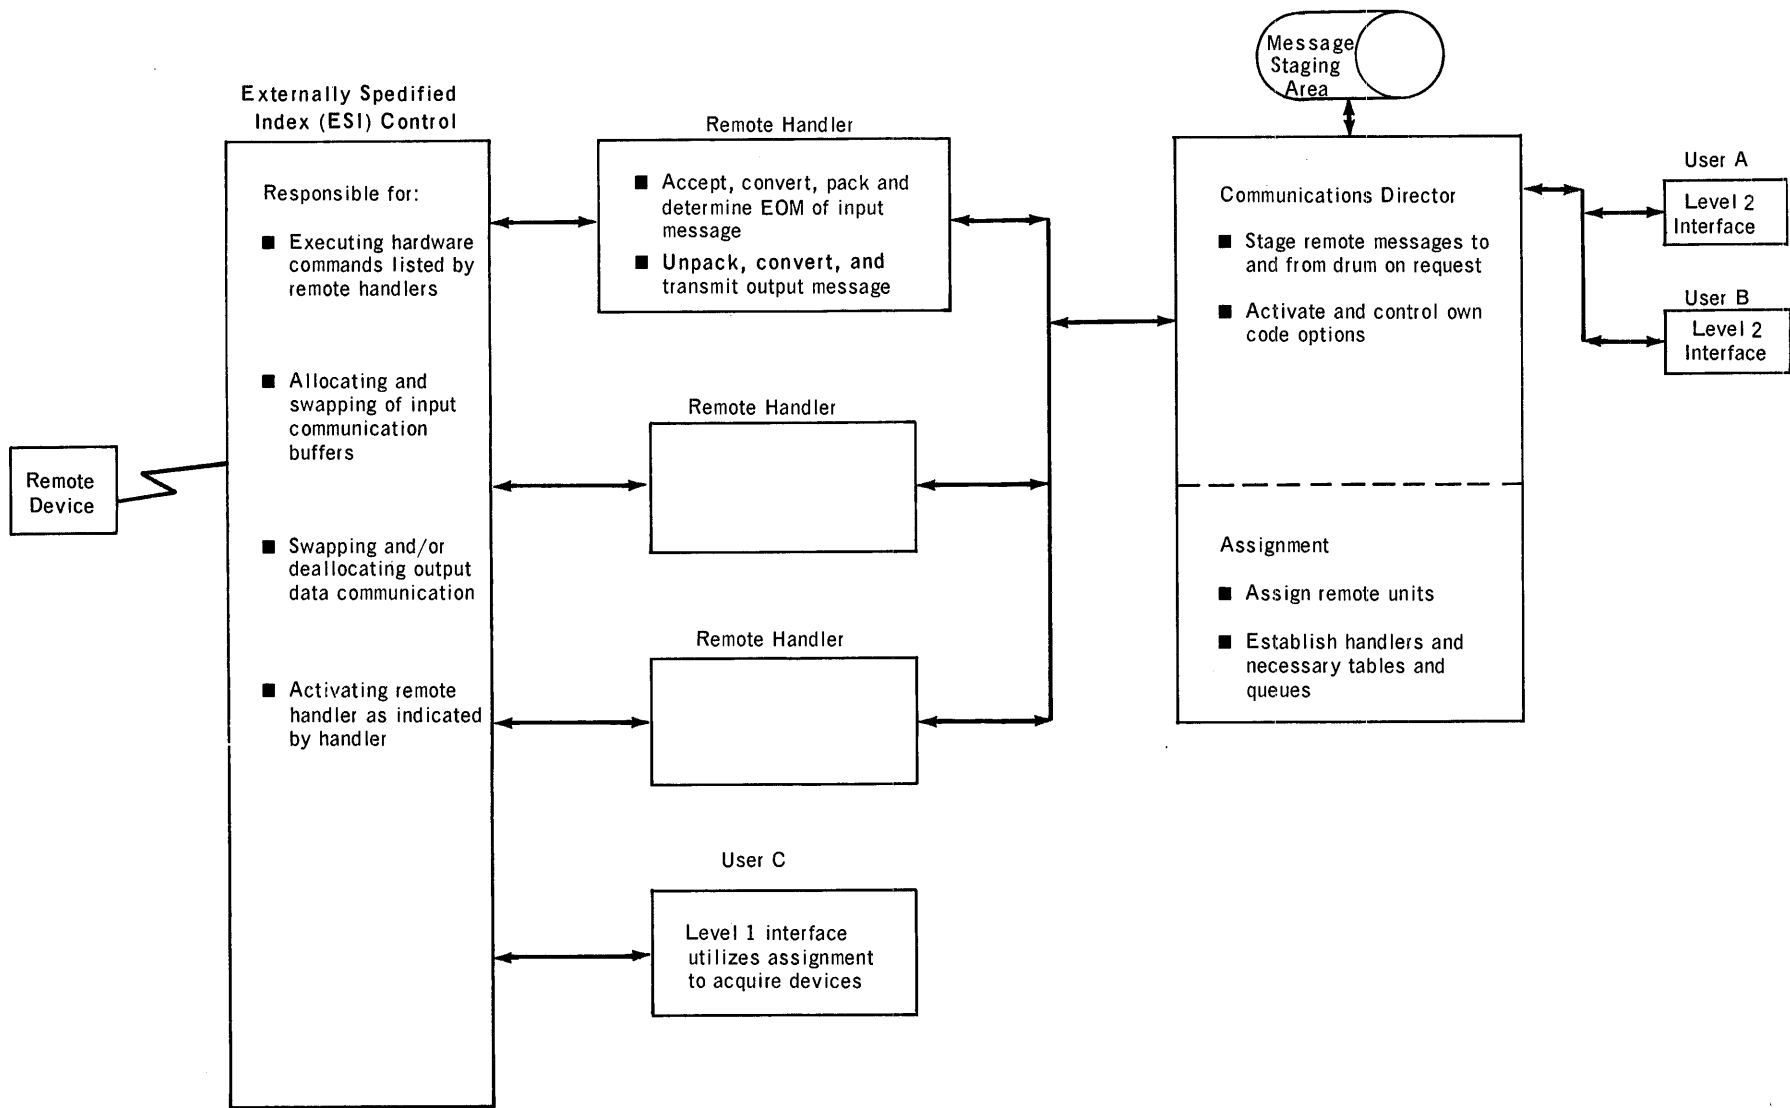 Externally Spedified
Index (ESI) Control
Responsible for:
■ Executing hardware
commands listed by
remote handlers
■ Allocating and
swapping of input
communication
buffers
■ Swapping and/or
deallocating output
data communication
■ Activating remote
handler as indicated
by handler
Remote
Device
Remote Handler
■ Accept, convert, pack and
determine EOM of input
message
■ Unpack, convert, and
transmit output message
Remote Handler
Remote Handler
User C
Level 1 interface
utilizes assignment
to acquire devices
Message
Staging
Area
Communications Director
■ Stage remote messages to
and from drum on request
■ Activate and control own
code options
Assignment
■ Assign remote units
■ Establish handlers and
necessary tables and
queues
User A
Level 2
Interface
User B
Level 2
Interface